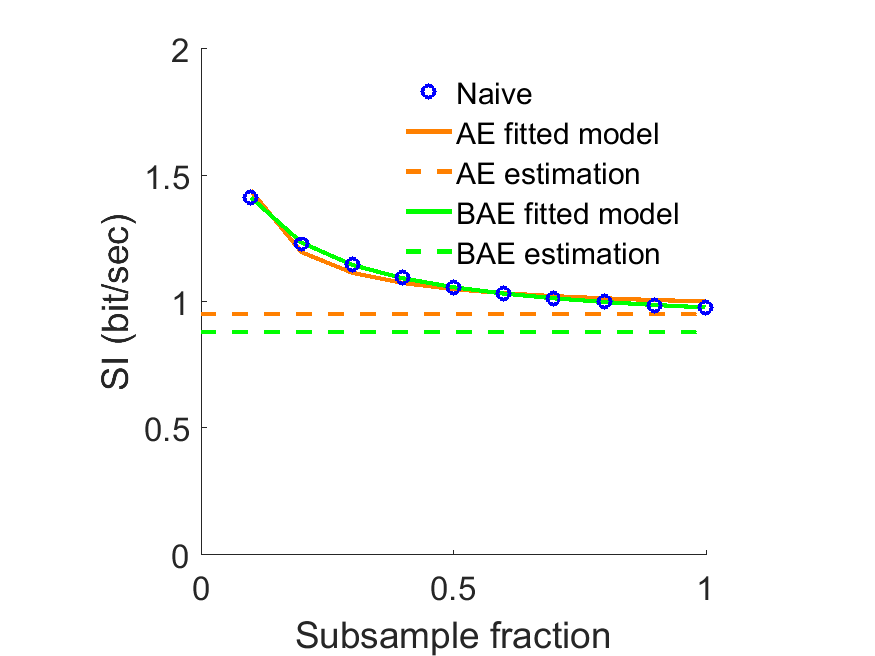 2
1.5
1
0.5
0
SI (bit/sec)
Naive
AE fitted model
AE estimation
BAE fitted model
BAE estimation
0 0.5 1
Subsample fraction